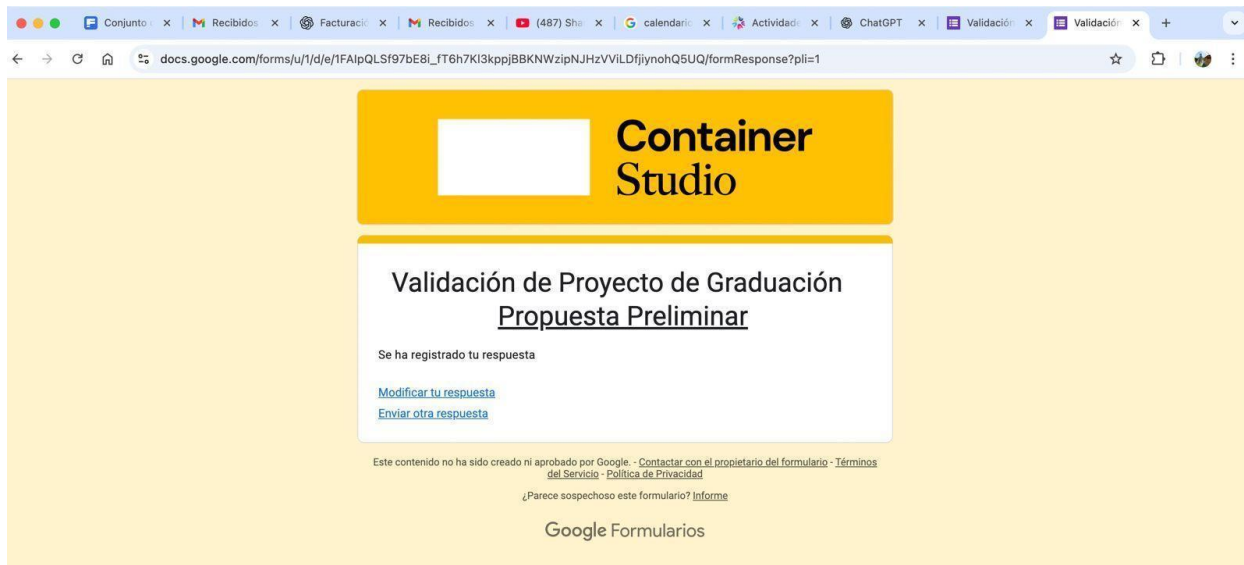 Conjunto
Recibidos
Facturació
Recibidos
(487) Sha
calendario
Actividad
ChatGPT
Validación
Validación
docs.google.com/forms/u/1/d/e/1FAIpQLSf97bE8i_fT6h7Kl3kppjBBKNWzipNJHzVViLDfjiynohQ5UQ/formResponse?pli=1
Container
Studio
Validación de Proyecto de Graduación
Propuesta Preliminar
Se ha registrado tu respuesta
Modificar tu respuesta
Enviar otra respuesta
Este contenido no ha sido creado ni aprobado por Google. - Contactar con el propietario del formulario - Términos
del Servicio - Política de Privacidad
¿Parece sospechoso este formulario? Informe
Google Formularios